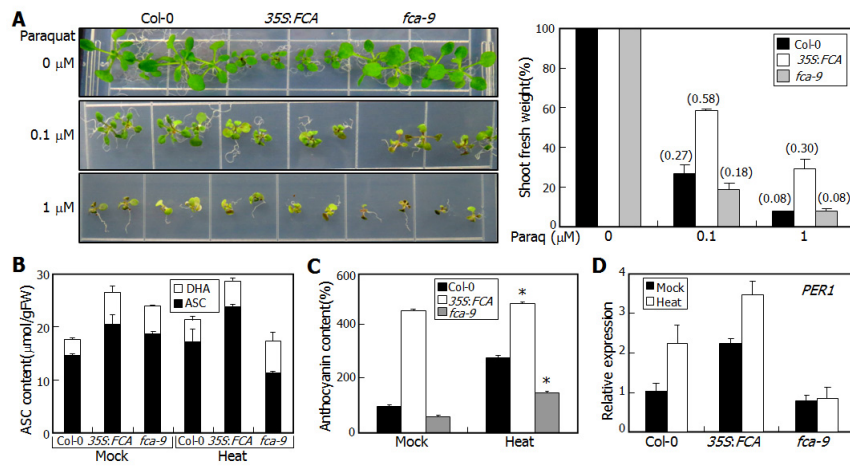 A
Col-0 35S:FCA fca-9
Paraquat
0 μM
0.1 μM
1 μM
Shoot fresh weight(%)
100
80
60
40
20
Col-0
35S:FCA
fca-9
(0.27)
(0.58)
(0.18)
(0.08)
(0.30)
(0.08)
Paraq (μM) 0 0.1 1
B
ASC content(μmol/gFW)
30
20
10
0
DHA
ASC
Col-0 35S:FCA fca-9 Col-0 35S:FCA fca-9
Mock Heat
C
Anthocyanin content(%)
600
400
200
0
Col-0
35S:FCA
fca-9
*
*
Mock Heat
D
Relative expression
4
3
2
1
0
Mock
Heat
PER1
Col-0 35S:FCA fca-9